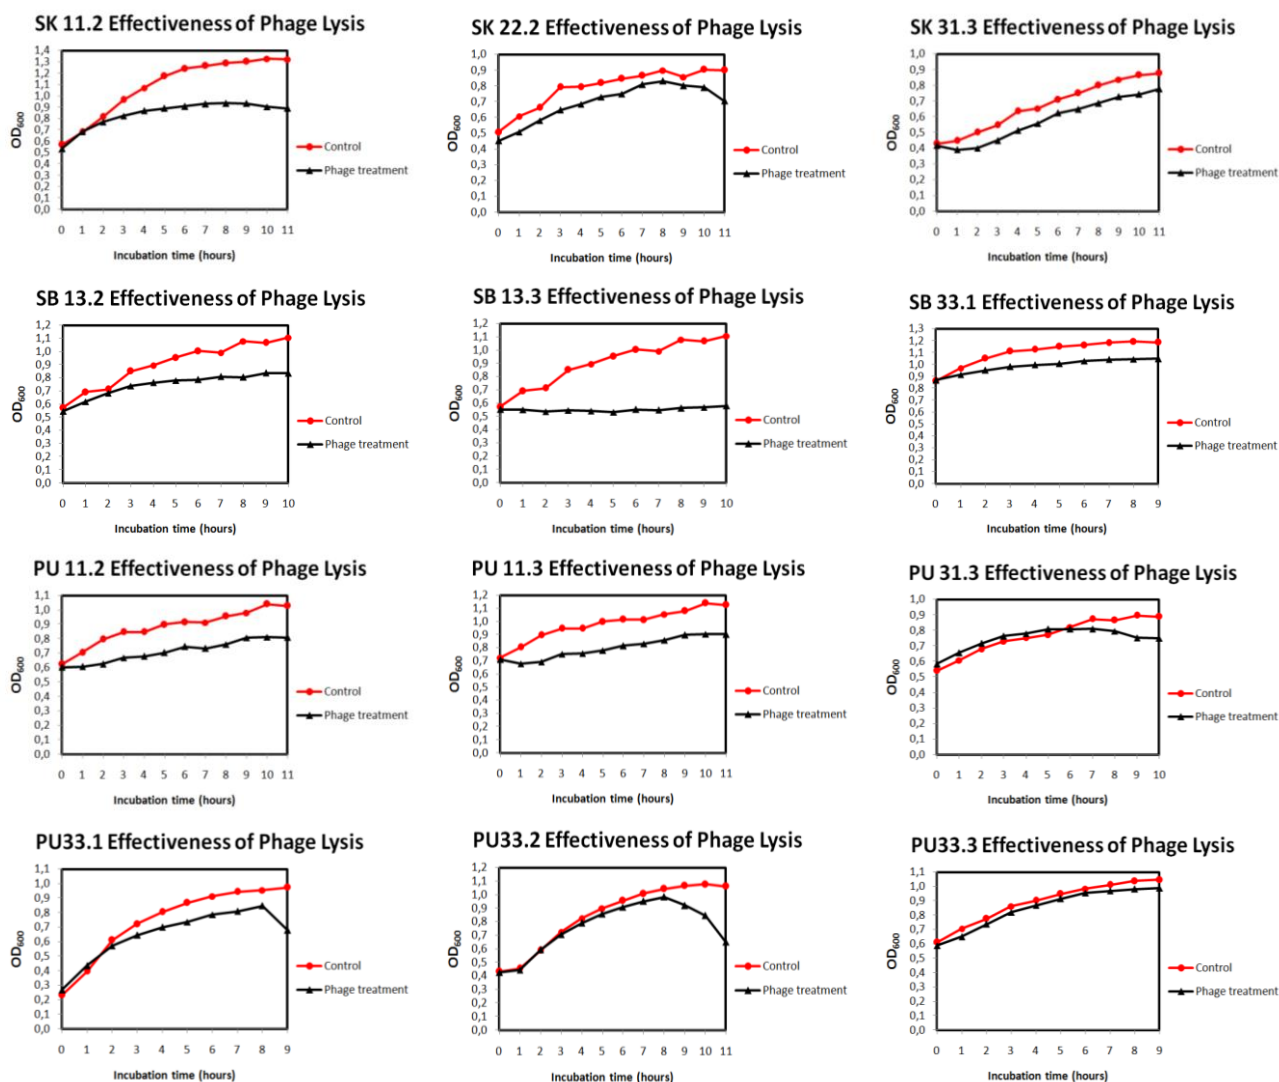 SK 11.2 Effectiveness of Phage Lysis
1,4
1,3
1,2
1,1
1,0
0,9
0,8
0,7
0,6
0,5
0,4
0,3
0,2
0,1
0,0
OD600
0 1 2 3 4 5 6 7 8 9 10 11
Incubation time (hours)
Control
Phage treatment
SK 22.2 Effectiveness of Phage Lysis
1,0
0,9
0,8
0,7
0,6
0,5
0,4
0,3
0,2
0,1
0,0
OD600
0 1 2 3 4 5 6 7 8 9 10 11
Incubation time (hours)
Control
Phage treatment
SK 31.3 Effectiveness of Phage Lysis
1,0
0,9
0,8
0,7
0,6
0,5
0,4
0,3
0,2
0,1
0,0
OD600
0 1 2 3 4 5 6 7 8 9 10 11
Incubation time (hours)
Control
Phage treatment
SB 13.2 Effectiveness of Phage Lysis
1,2
1,1
1,0
0,9
0,8
0,7
0,6
0,5
0,4
0,3
0,2
0,1
0,0
OD600
0 1 2 3 4 5 6 7 8 9 10
Incubation time (hours)
Control
Phage treatment
SB 13.3 Effectiveness of Phage Lysis
1,2
1,1
1,0
0,9
0,8
0,7
0,6
0,5
0,4
0,3
0,2
0,1
0,0
OD600
0 1 2 3 4 5 6 7 8 9 10
Incubation time (hours)
Control
Phage treatment
SB 33.1 Effectiveness of Phage Lysis
1,3
1,2
1,1
1,0
0,9
0,8
0,7
0,6
0,5
0,4
0,3
0,2
0,1
0,0
OD600
0 1 2 3 4 5 6 7 8 9
Incubation time (hours)
Control
Phage treatment
PU 11.2 Effectiveness of Phage Lysis
1,1
1,0
0,9
0,8
0,7
0,6
0,5
0,4
0,3
0,2
0,1
0,0
OD600
0 1 2 3 4 5 6 7 8 9 10 11
Incubation time (hours)
Control
Phage treatment
PU 11.3 Effectiveness of Phage Lysis
1,2
1,1
1,0
0,9
0,8
0,7
0,6
0,5
0,4
0,3
0,2
0,1
0,0
OD600
0 1 2 3 4 5 6 7 8 9 10 11
Incubation time (hours)
Control
Phage treatment
PU 31.3 Effectiveness of Phage Lysis
1,0
0,9
0,8
0,7
0,6
0,5
0,4
0,3
0,2
0,1
0,0
OD600
0 1 2 3 4 5 6 7 8 9 10
Incubation time (hours)
Control
Phage treatment
PU33.1 Effectiveness of Phage Lysis
1,1
1,0
0,9
0,8
0,7
0,6
0,5
0,4
0,3
0,2
0,1
0,0
OD600
0 1 2 3 4 5 6 7 8 9
Incubation time (hours)
Control
Phage treatment
PU33.2 Effectiveness of Phage Lysis
1,2
1,1
1,0
0,9
0,8
0,7
0,6
0,5
0,4
0,3
0,2
0,1
0,0
OD600
0 1 2 3 4 5 6 7 8 9 10 11
Incubation time (hours)
Control
Phage treatment
PU33.3 Effectiveness of Phage Lysis
1,1
1,0
0,9
0,8
0,7
0,6
0,5
0,4
0,3
0,2
0,1
0,0
OD600
0 1 2 3 4 5 6 7 8 9
Incubation time (hours)
Control
Phage treatment